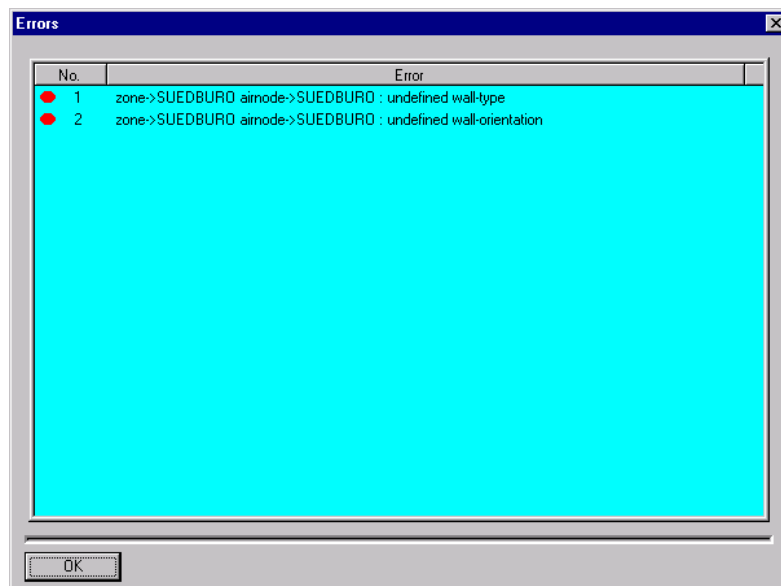 Errors
No. Error
1 zone->SUEDBURO airnode->SUEDBURO : undefined wall-type
2 zone->SUEDBURO airnode->SUEDBURO : undefined wall-orientation
OK